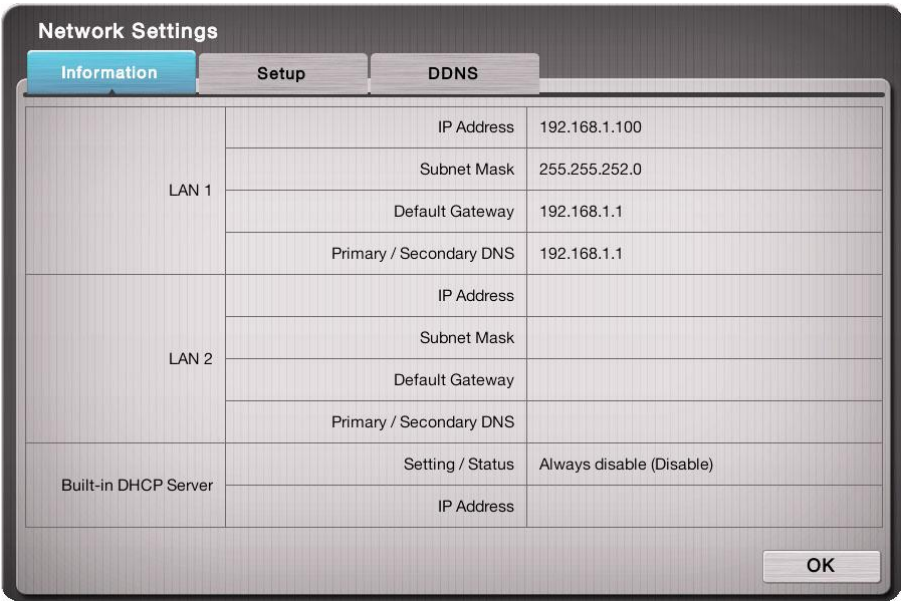 Network Settings
Information Setup DDNS
LAN 1
IP Address 192.168.1.100
Subnet Mask 255.255.252.0
Default Gateway 192.168.1.1
Primary / Secondary DNS 192.168.1.1
LAN 2
IP Address
Subnet Mask
Default Gateway
Primary / Secondary DNS
Built-in DHCP Server
Setting / Status Always disable (Disable)
IP Address
OK